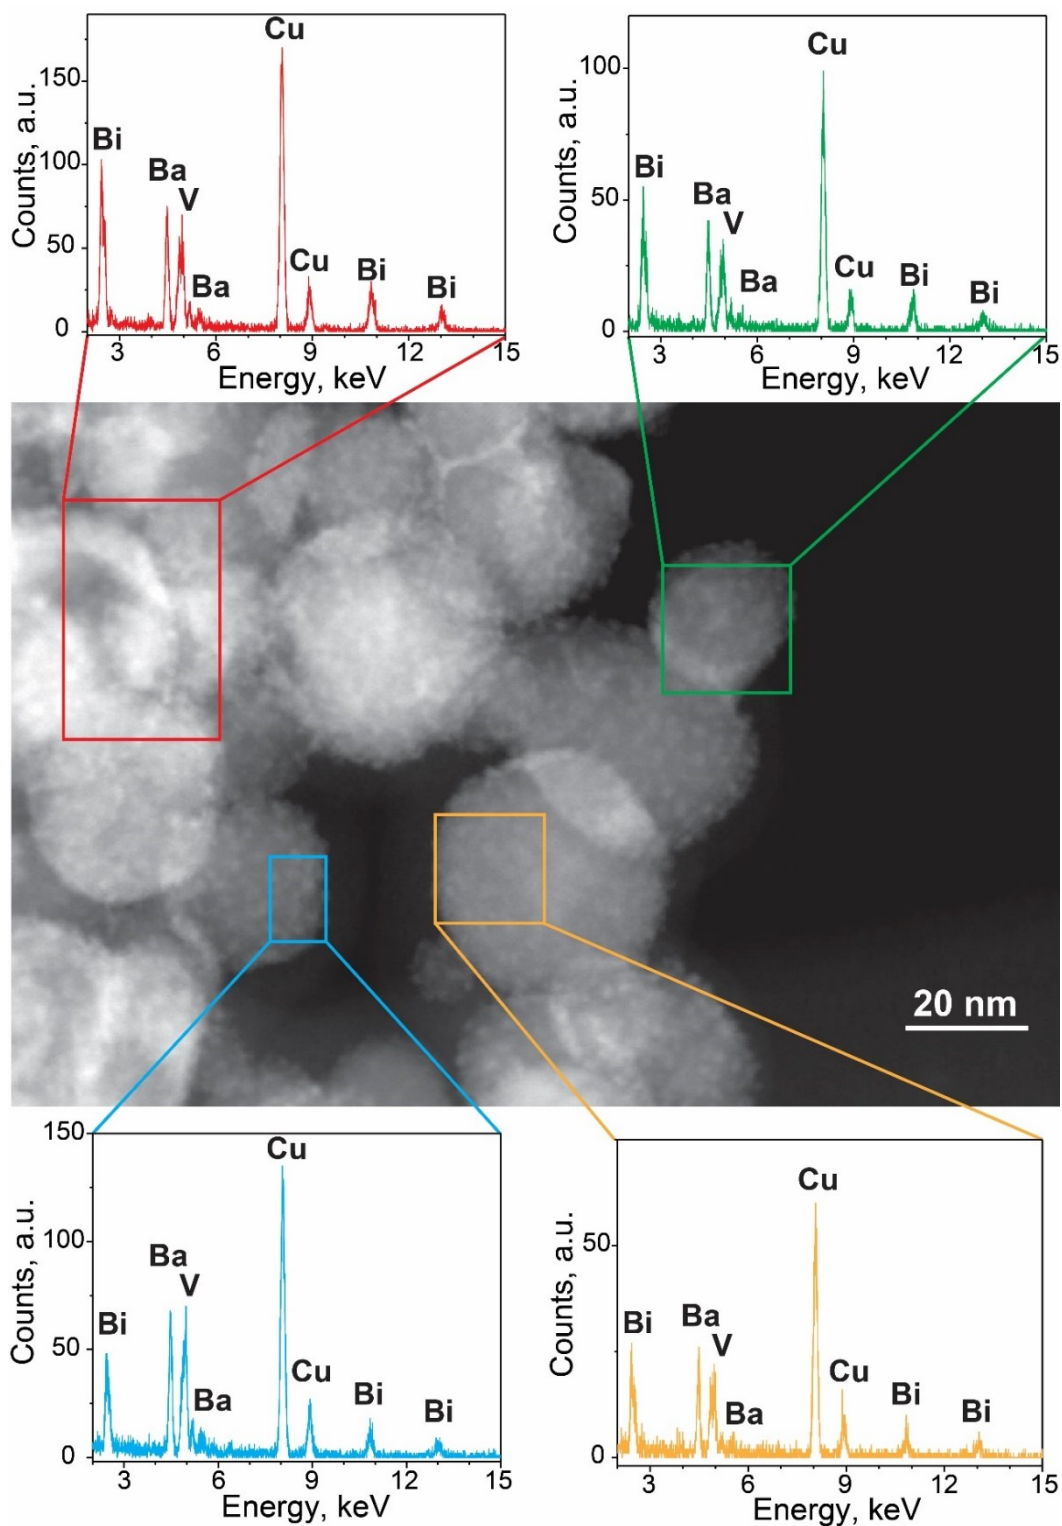 Cu
150
Bi
100
Ba
V
50
Cu
Bi
Bi
Ba
0
3 6 9 12 15
Energy, keV
Counts, a.u.
Cu
100
Bi
Ba
V
50
Cu
Bi
Bi
Ba
0
3 6 9 12 15
Energy, keV
Counts, a.u.
20 nm
150
Cu
100
Ba
V
Bi
50
Cu
Ba
Bi
Bi
0
3 6 9 12 15
Energy, keV
Counts, a.u.
Cu
50
Bi
Ba
V
Cu
Ba
Bi
Bi
0
3 6 9 12 15
Energy, keV
Counts, a.u.